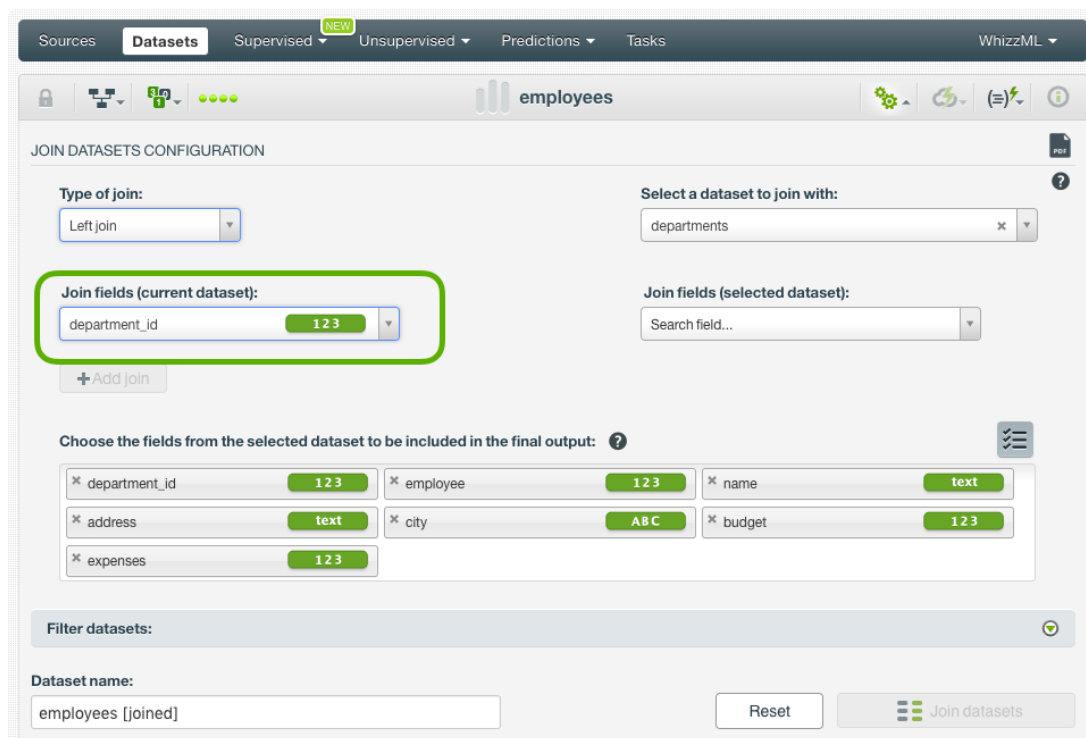 Sources Datasets Supervised NEW Unsupervised Predictions Tasks WhizzML
employees
JOIN DATASETS CONFIGURATION
PDF
Type of join:
Select a dataset to join with:
Left join
departments
Join fields (current dataset):
Join fields (selected dataset):
department_id 123
Search field...
+Add join
Choose the fields from the selected dataset to be included in the final output: ?
department_id 123 employee 123 name text
address text city ABC budget 123
expenses 123
Filter datasets:
Dataset name:
employees [joined]
Reset
Join datasets